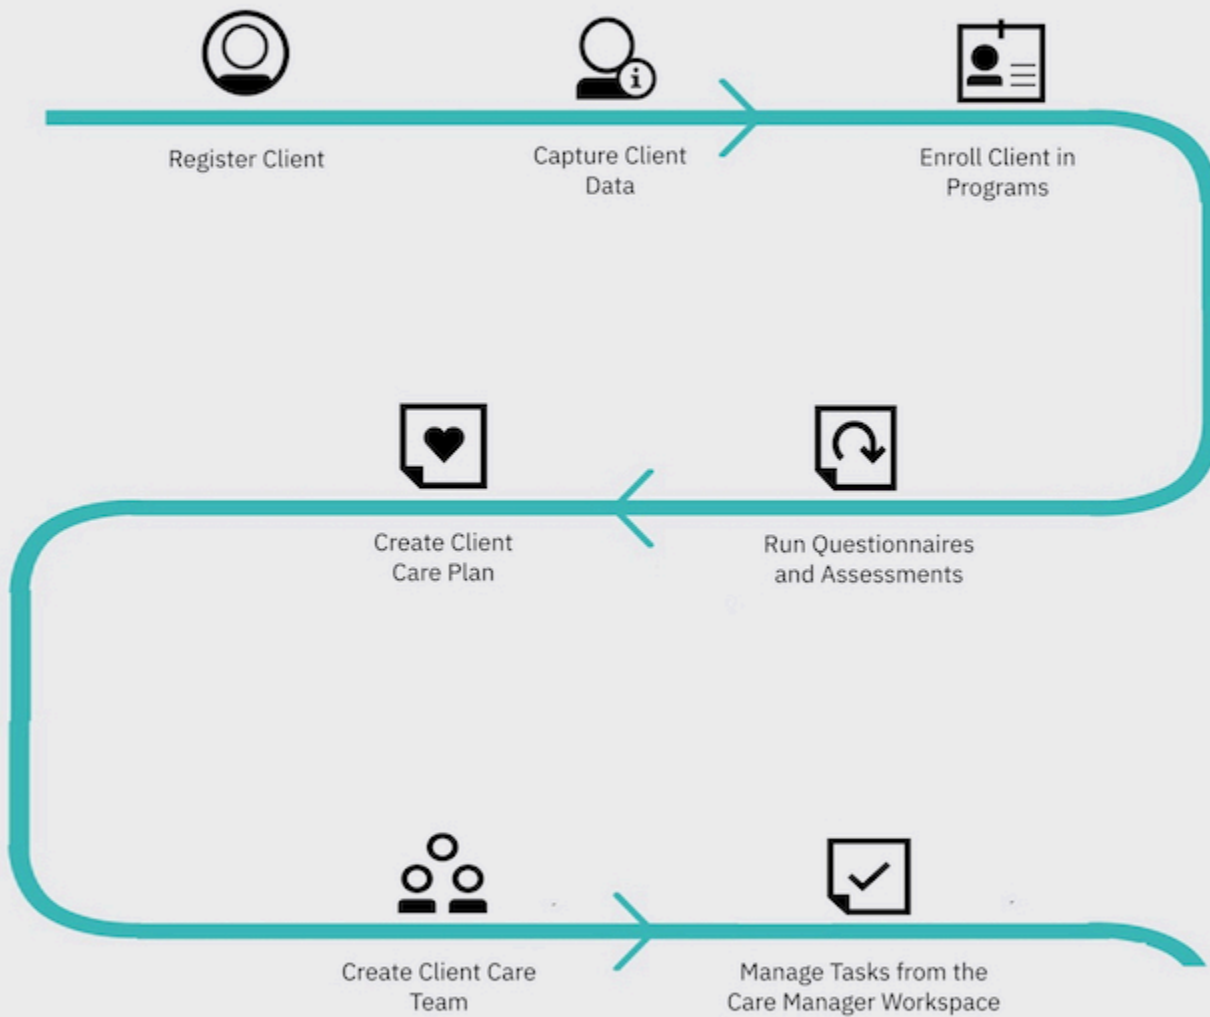 Register Client
Capture Client
Data
Enroll Client in
Programs
Run Questionnaires
and Assessments
Create Client
Care Plan
Create Client Care
Team
Manage Tasks from the
Care Manager Workspace